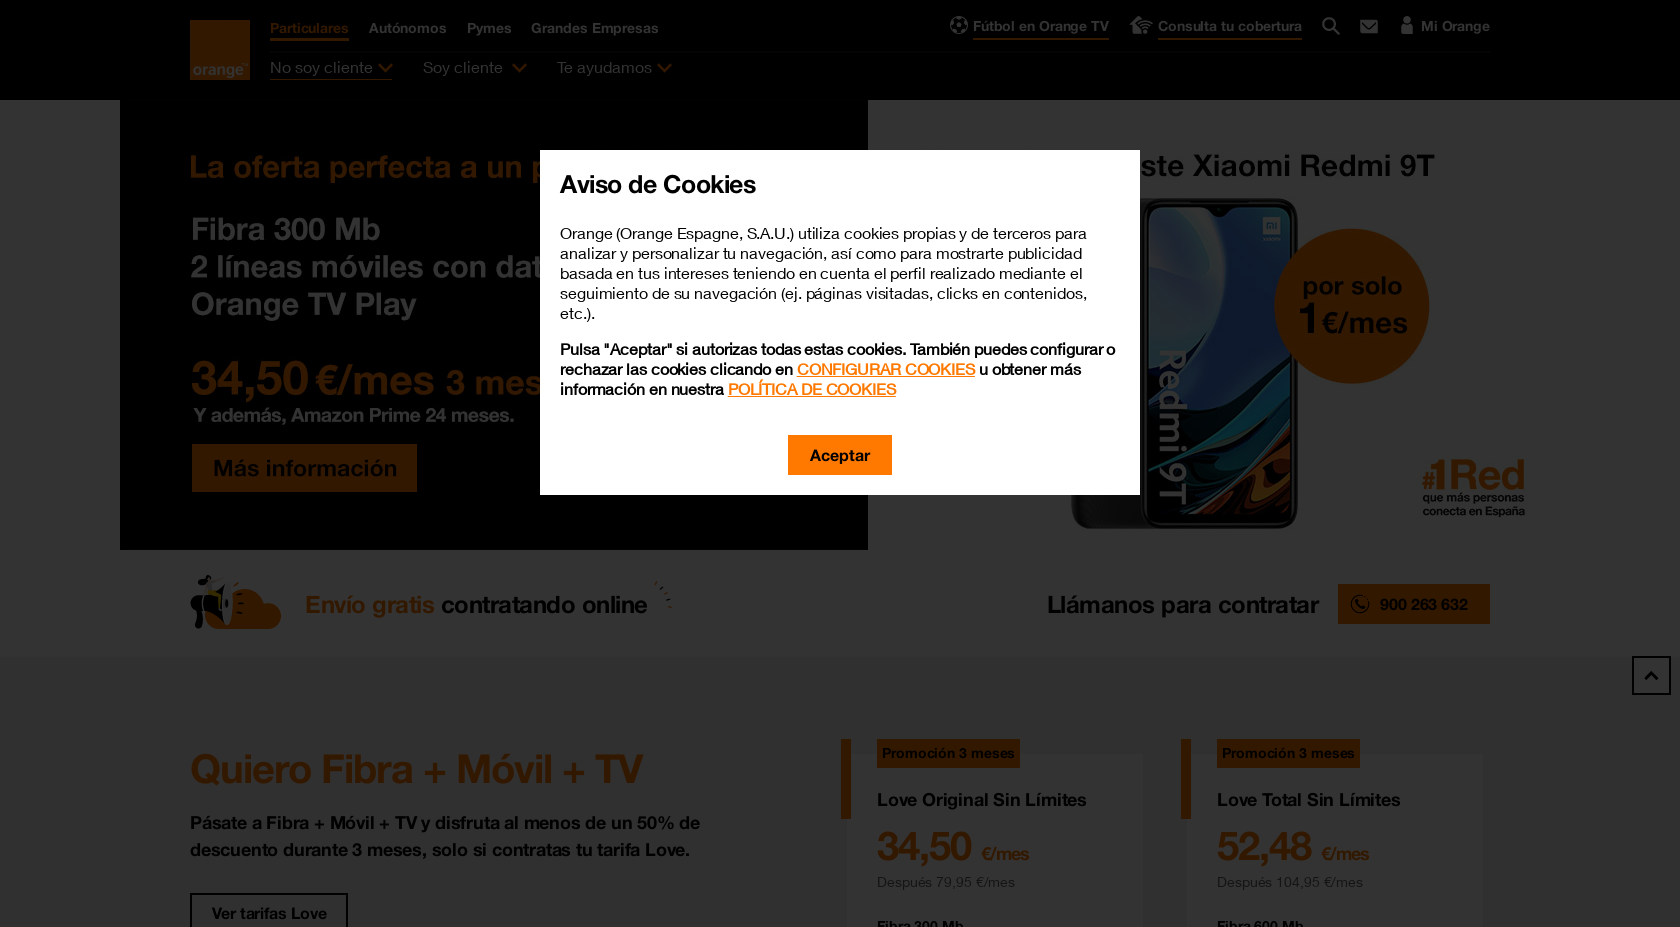 Particulares Autónomos Pymes Grandes Empresas
Fútbol en Orange TV Consulta tu cobertura Mi Orange
orange™
No soy cliente Soy cliente Te ayudamos
La oferta perfecta a un
Fibra 300 Mb
2 líneas móviles con
Orange TV Play
34,50 €/mes 3
Y además, Amazon Prime 24 meses.
Más información
Xiaomi Redmi 9T
por solo
1€/mes
Redmi 9T
#1Red
que más personas
conecta en España
Aviso de Cookies
Orange (Orange Espagne, S.A.U.) utiliza cookies propias y de terceros para
analizar y personalizar tu navegación, así como para mostrarte publicidad
basada en tus intereses teniendo en cuenta el perfil realizado mediante el
seguimiento de su navegación (ej. páginas visitadas, clicks en contenidos,
etc.).
Pulsa "Aceptar" si autorizas todas estas cookies. También puedes configurar o
rechazar las cookies clicando en CONFIGURAR COOKIES u obtener más
información en nuestra POLÍTICA DE COOKIES
Aceptar
Envío gratis contratando online
Llámanos para contratar 900 263 632
Quiero Fibra + Móvil + TV
Pásate a Fibra + Móvil + TV y disfruta al menos de un 50% de
descuento durante 3 meses, solo si contratas tu tarifa Love.
Ver tarifas Love
Promoción 3 meses
Love Original Sin Límites
34,50 €/mes
Después 79,95 €/mes
Fibra 300 Mb
Promoción 3 meses
Love Total Sin Límites
52,48 €/mes
Después 104,95 €/mes
Fibra 600 Mb